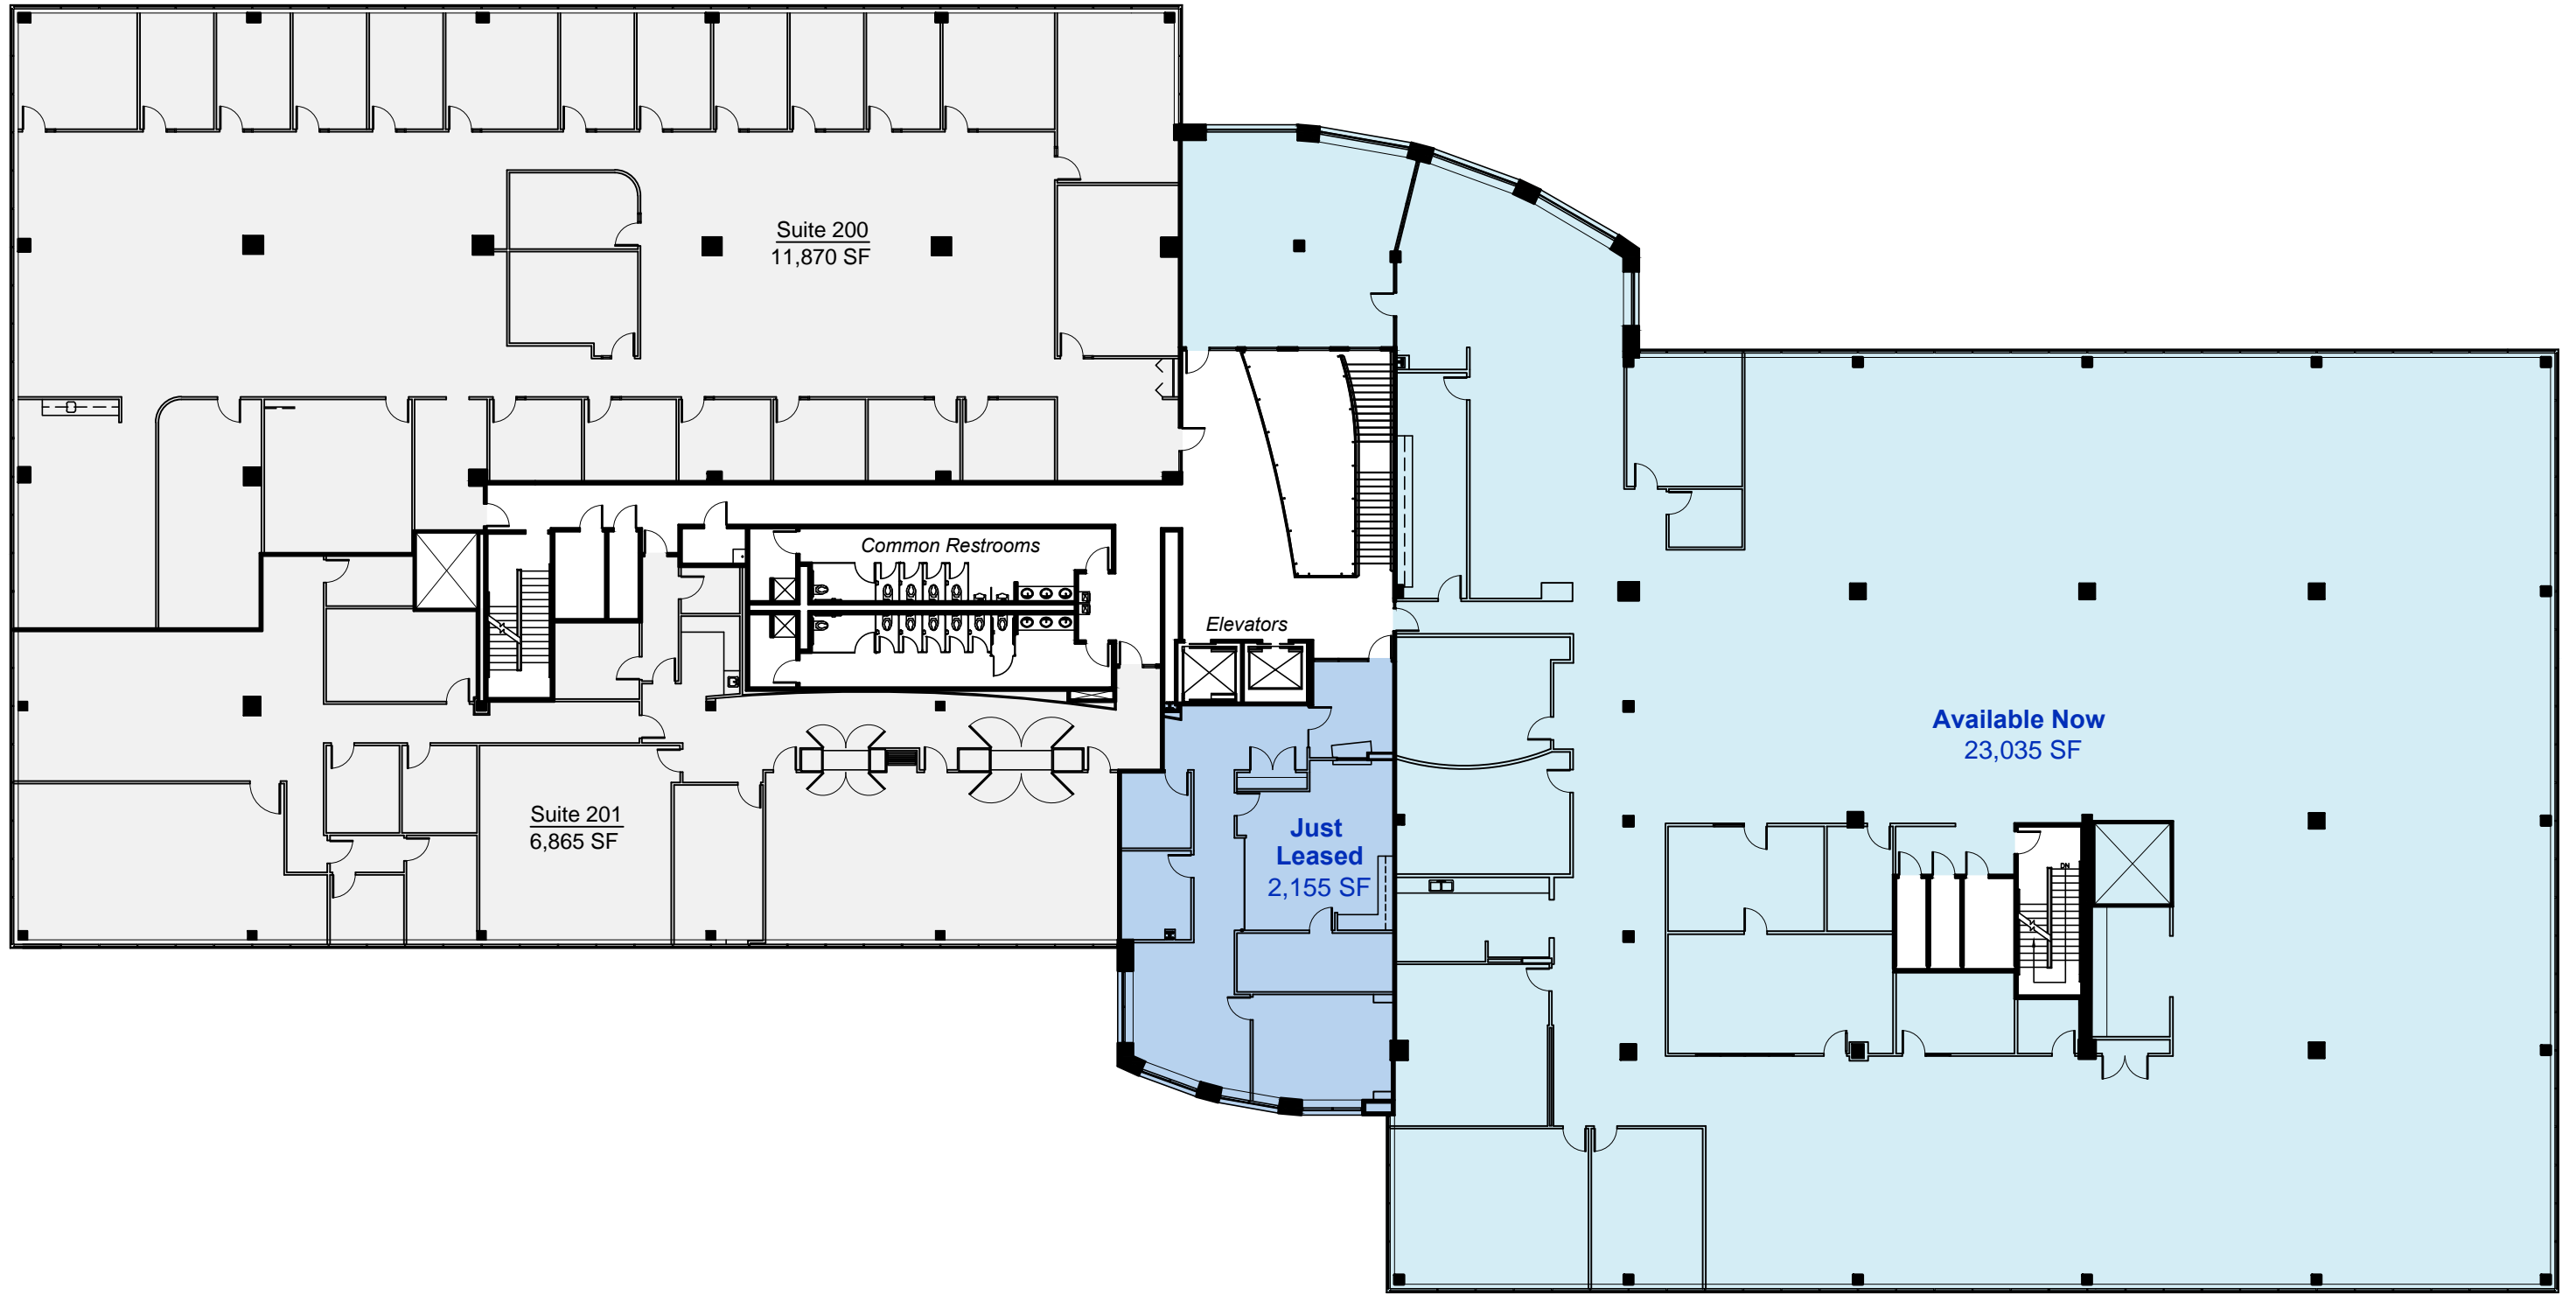 Suite 200
11,870 SF
Common Restrooms
Elevators
Available Now
23,035 SF
Suite 201
6,865 SF
Just
Leased
2,155 SF
DN